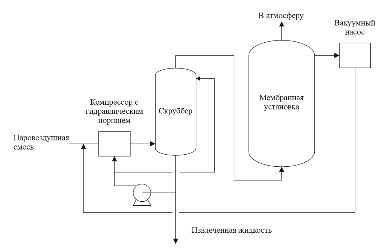 В атмосферу
Вакуумный
насос
Компрессор с
гидравлическим
поршнем
Скруббер
Мембранная
установка
Паровоздушная
смесь
Извлеченная жидкость